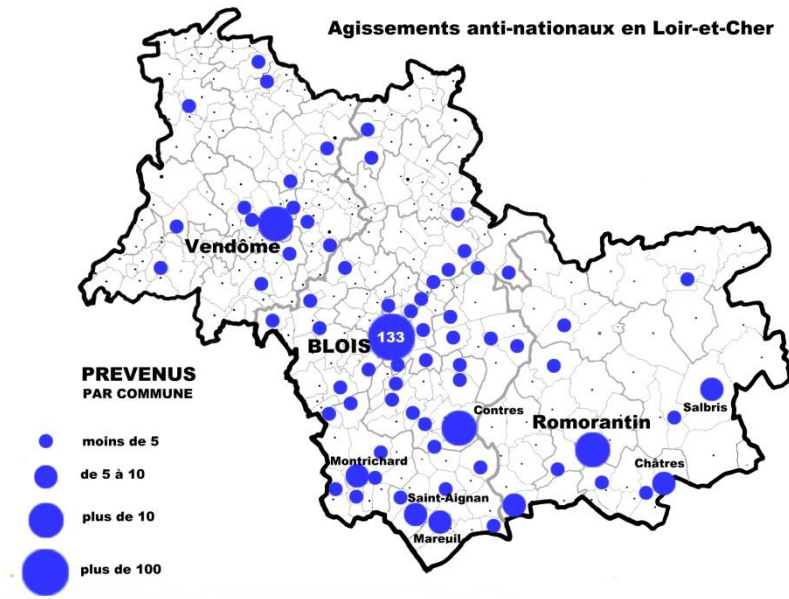 Agissements anti-nationaux en Loir-et-Cher
Vendôme
BLOIS
133
PREVENUS
PAR COMMUNE
moins de 5
de 5 à 10
plus de 10
plus de 100
Contres
Romorantin
Salbris
Châtres
Montrichard
Saint-Aignan
Mareuil